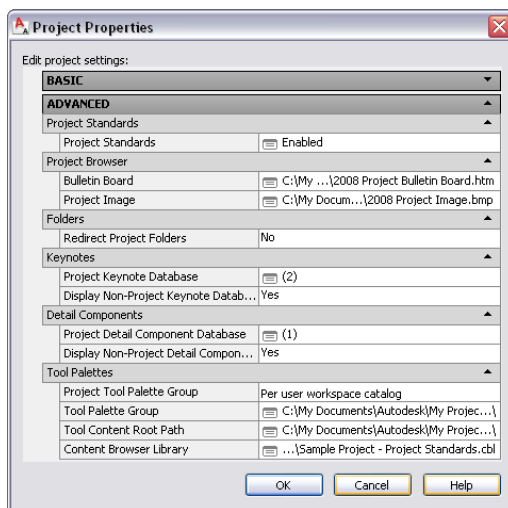 Project Properties
Edit project settings:
BASIC
ADVANCED
Project Standards
Project Standards Enabled
Project Browser
Bulletin Board C:\My ...\2008 Project Bulletin Board.htm
Project Image C:\My Docum...\2008 Project Image.bmp
Folders
Redirect Project Folders No
Keynotes
Project Keynote Database (2)
Display Non-Project Keynote Datab... Yes
Detail Components
Project Detail Component Database (1)
Display Non-Project Detail Compon... Yes
Tool Palettes
Project Tool Palette Group Per user workspace catalog
Tool Palette Group C:\My Documents\Autodesk\My Projec...\
Tool Content Root Path C:\My Documents\Autodesk\My Projec...\
Content Browser Library ...\Sample Project - Project Standards.cbl
OK Cancel Help